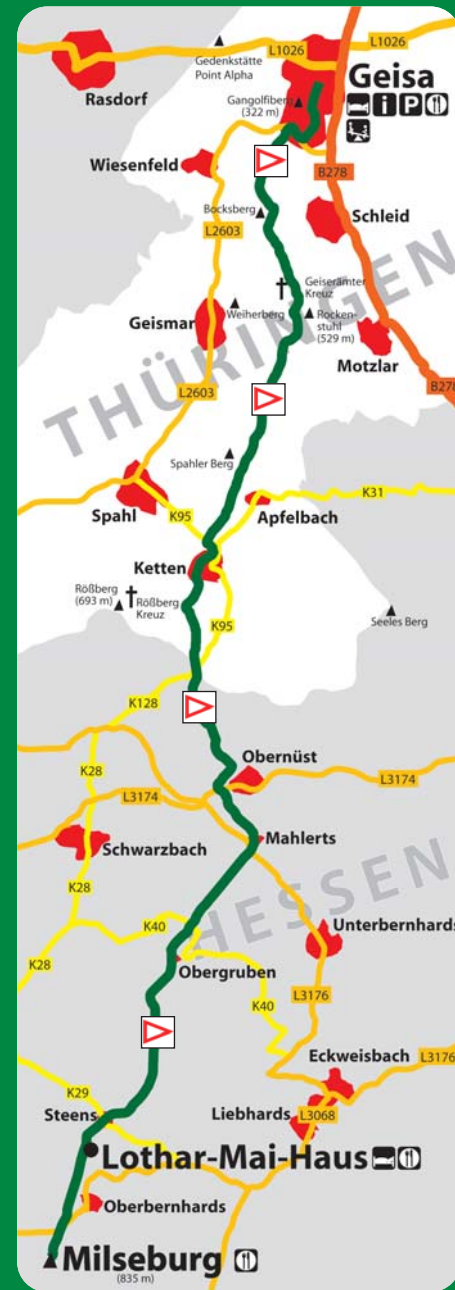 L1026
L1026
Gedenkstätte
Point Alpha
Rasdorf
Geisa
Gangolfiberg
(322 m)
i P
Wiesenfeld
B278
Bocksberg
Schleid
L2603
Geiserämter
Kreuz
Weiherberg
Rocken-
stuhl
(529 m)
Geismar
THÜRINGEN
Motzlar
L2603
B278
Spahler Berg
K31
Spahl
K95
Apfelbach
Ketten
Rößberg
(693 m)
Rößberg
Kreuz
Seeles Berg
K95
K128
Obernüst
K28
L3174
L3174
Mahlerts
Schwarzbach
HESSEN
K28
K40
Unterbernhards
Obergruben
K28
L3176
K40
Eckweisbach
L3176
K29
Steens
Liebhards
L3068
Lothar-Mai-Haus
Oberbernhards
Milseburg
(835 m)